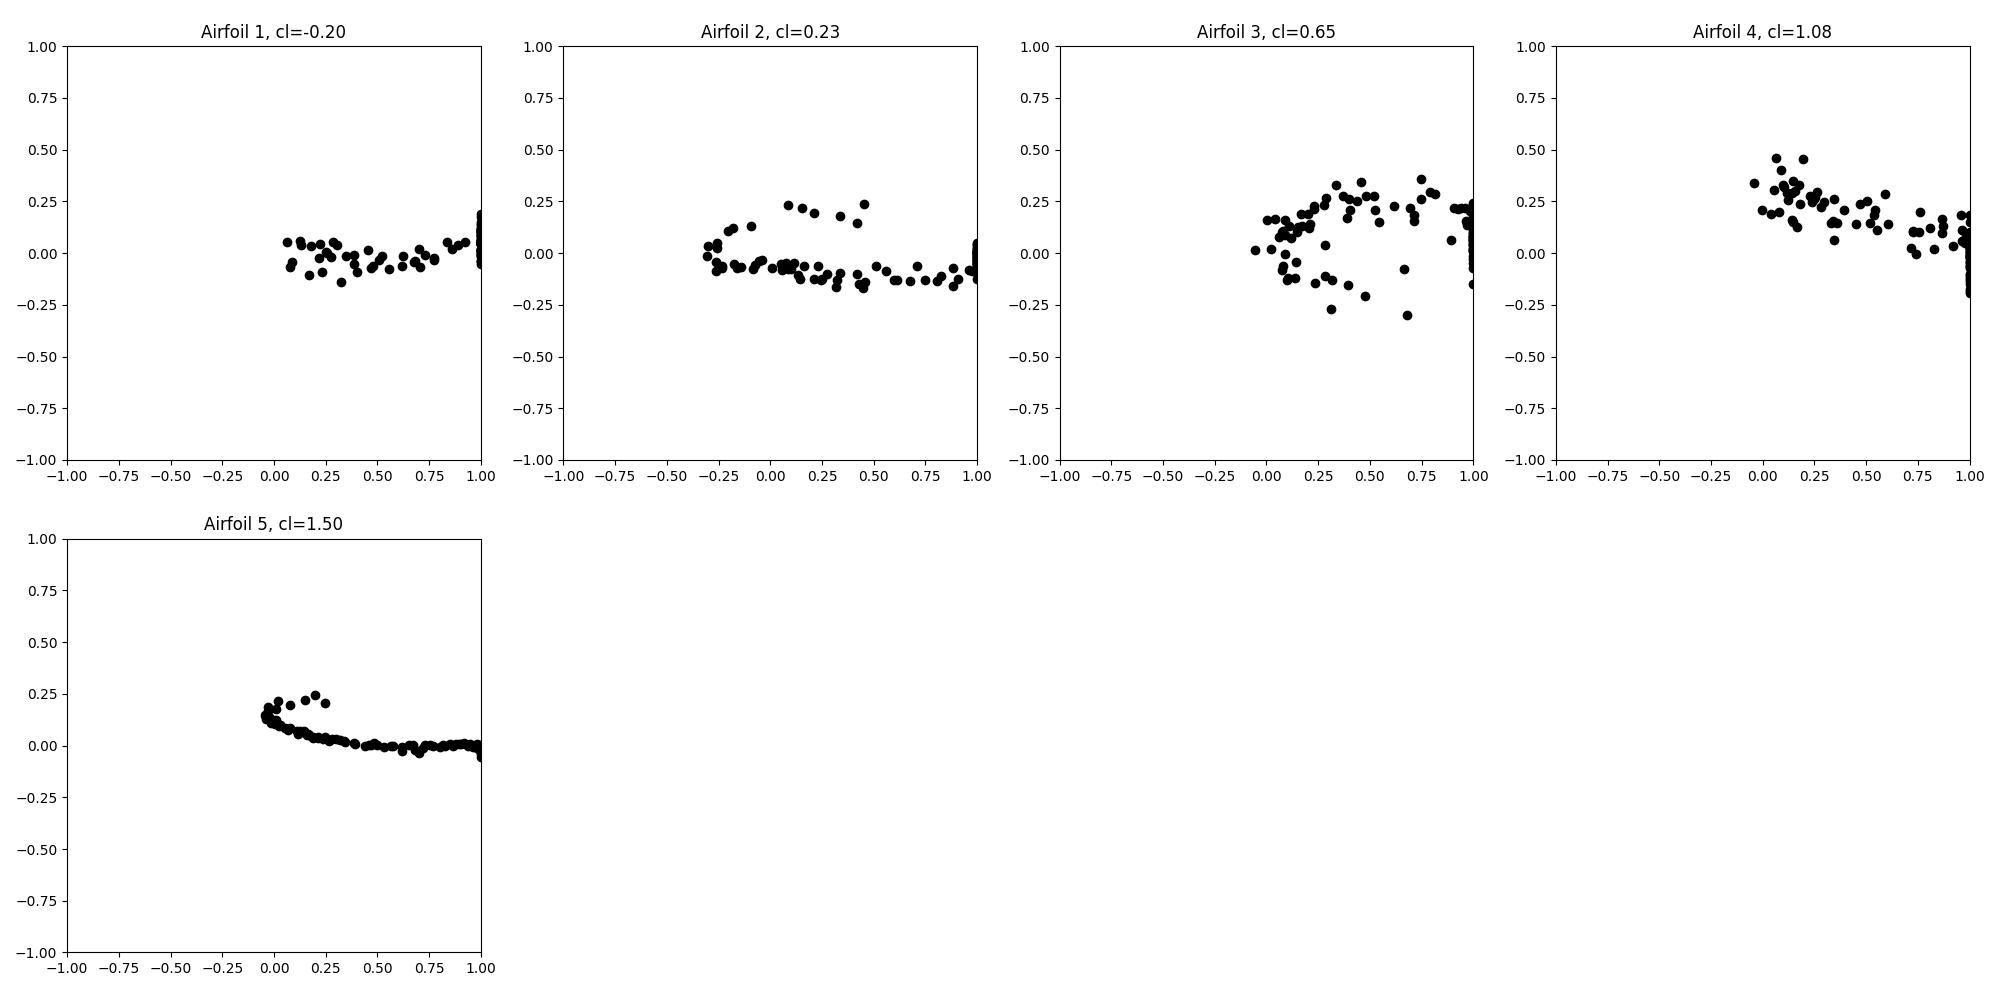 Airfoil 1, cl=-0.20
Airfoil 2, cl=0.23
Airfoil 3, cl=0.65
Airfoil 4, cl=1.08
1.00 1.00 1.00 1.00
0.75 0.75 0.75 0.75
0.50 0.50 0.50 0.50
0.25 0.25 0.25 0.25
0.00 0.00 0.00 0.00
−0.25 −0.25 −0.25 −0.25
−0.50 −0.50 −0.50 −0.50
−0.75 −0.75 −0.75 −0.75
−1.00 −1.00 −1.00 −1.00
−1.00 −0.75 −0.50 −0.25 0.00 0.25 0.50 0.75 1.00
−1.00 −0.75 −0.50 −0.25 0.00 0.25 0.50 0.75 1.00
−1.00 −0.75 −0.50 −0.25 0.00 0.25 0.50 0.75 1.00
−1.00 −0.75 −0.50 −0.25 0.00 0.25 0.50 0.75 1.00
Airfoil 5, cl=1.50
1.00
0.75
0.50
0.25
0.00
−0.25
−0.50
−0.75
−1.00
−1.00 −0.75 −0.50 −0.25 0.00 0.25 0.50 0.75 1.00